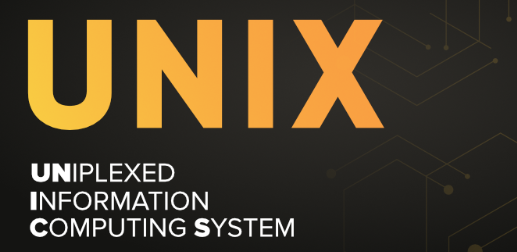 UNIX
UNIPLEXED
INFORMATION
COMPUTING SYSTEM